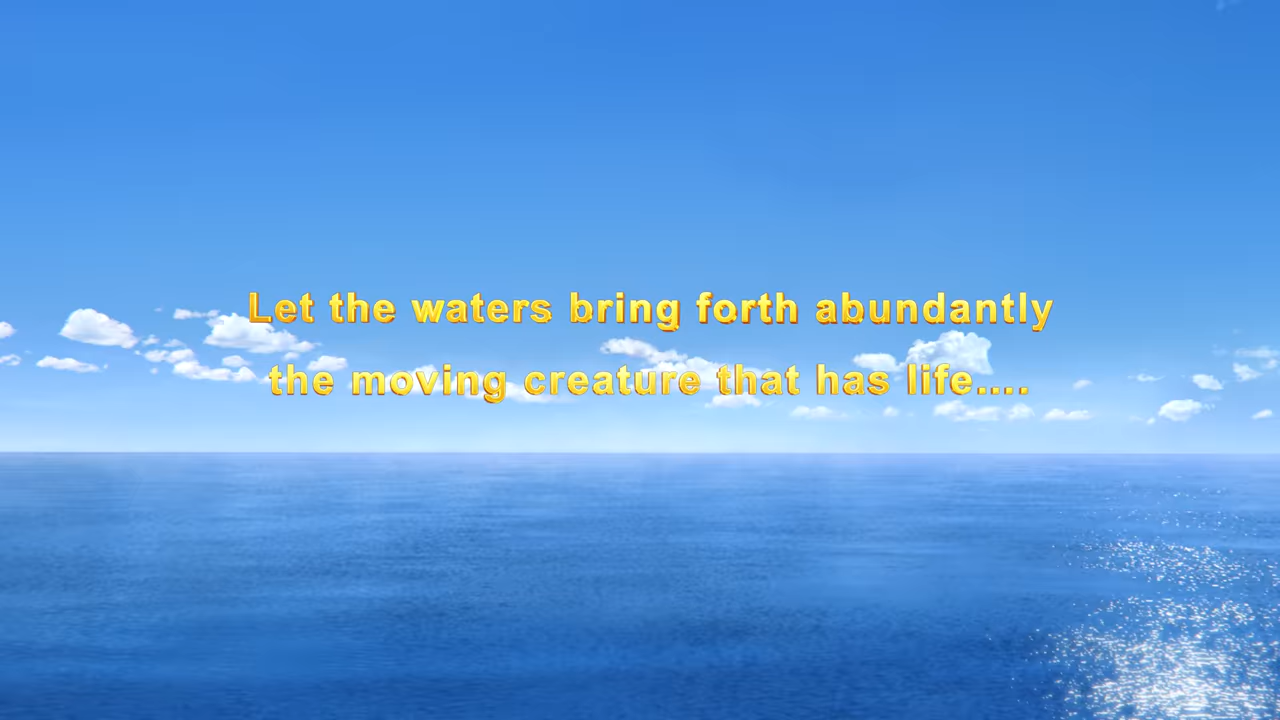 Let the waters bring forth abundantly
the moving creature that has life....